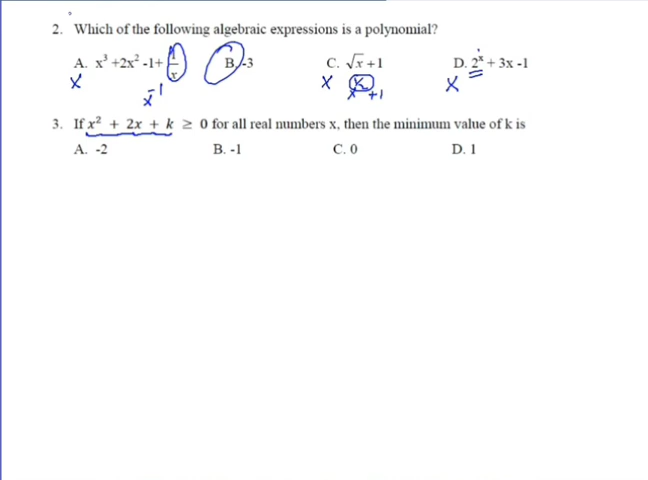 2. Which of the following algebraic expressions is a polynomial?
A. x³ +2x² -1+ 1/x B. -3 C. √x +1 D. 2ˣ + 3x -1
x x⁻¹ x +1 x
3. If x² + 2x + k ≥ 0 for all real numbers x, then the minimum value of k is
A. -2 B. -1 C. 0 D. 1